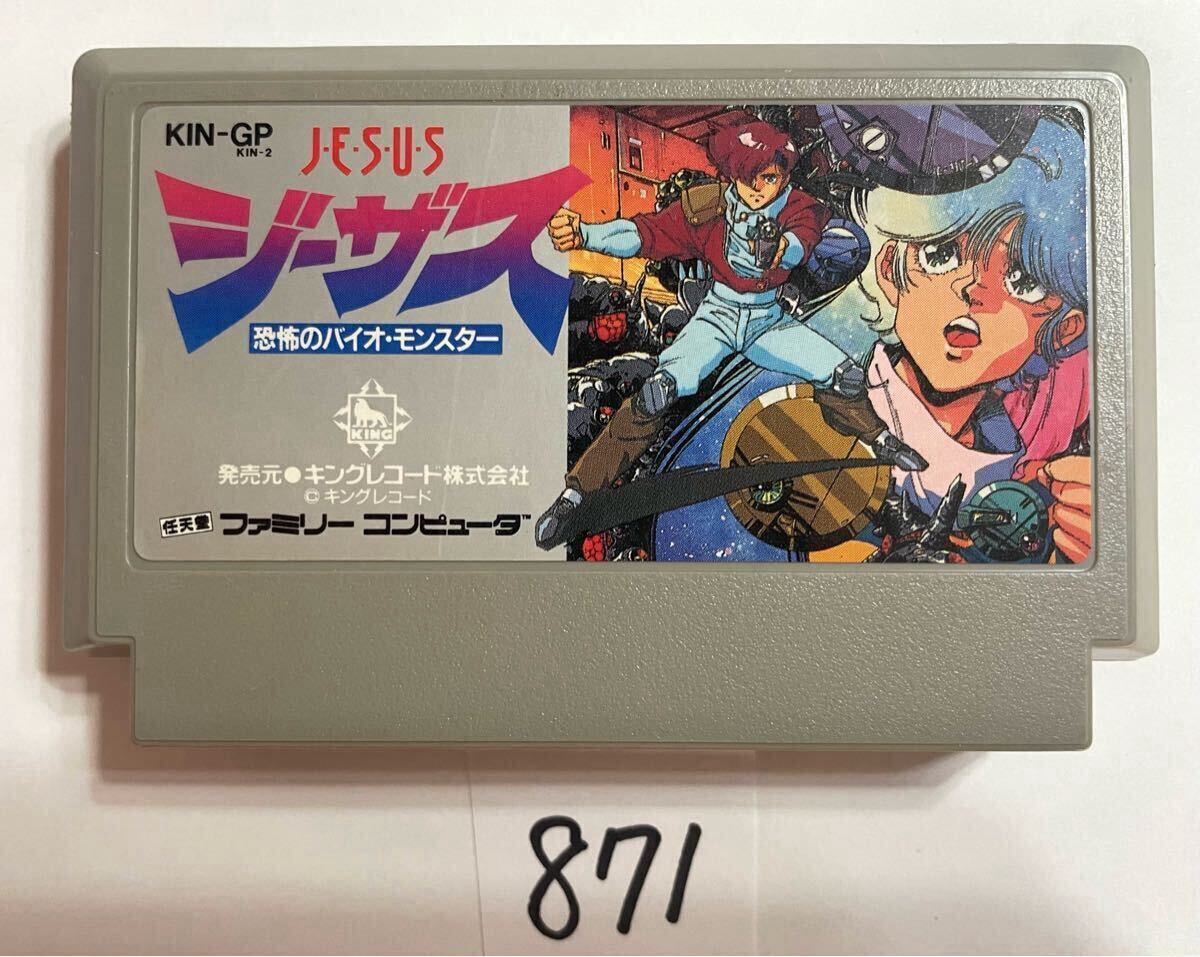 KIN-GP
KIN-2
J・E・S・U・S
ジーザス
恐怖のバイオ・モンスター
KING
発売元●キングレコード株式会社
©キングレコード
任天堂 ファミリー コンピュータ™
871